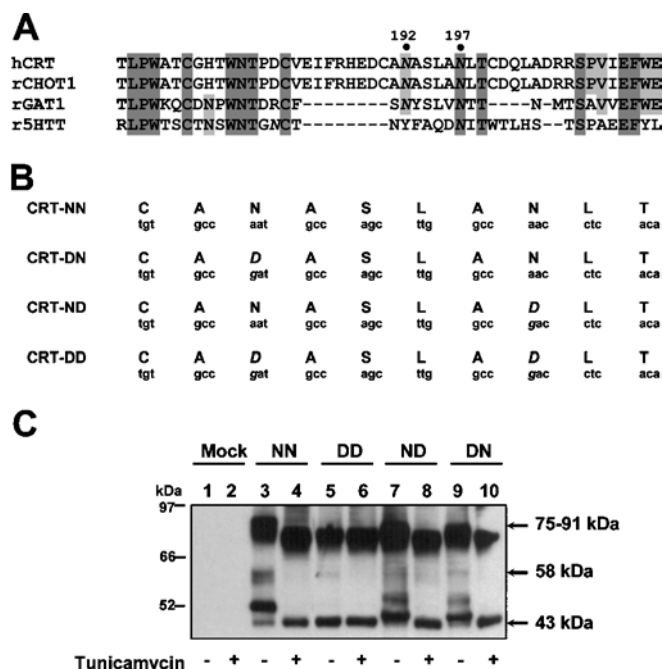 A
192 197
hCRT TLPWATCGHTWNTPDCVEIFRHEDCANASLANLTCDQLADRRSPVIEFWE
rCHOT1 TLPWATCGHTWNTPDCVEIFRHEDCANASLANLTCDQLADRRSPVIEFWE
rGAT1 TLPWKQCDNPWNTDRCF---------SNYSLVNTT----N-MTSAVVEFWE
r5HTT RLPWTSCTNSWNTGNCT---------NYFAQDNITWTLHS--TSPAEEFYL
B
CRT-NN C A N A S L A N L T
tgt gcc aat gcc agc ttg gcc aac ctc aca
CRT-DN C A D A S L A N L T
tgt gcc gat gcc agc ttg gcc aac ctc aca
CRT-ND C A N A S L A D L T
tgt gcc aat gcc agc ttg gcc gac ctc aca
CRT-DD C A D A S L A D L T
tgt gcc gat gcc agc ttg gcc gac ctc aca
C
Mock NN DD ND DN
kDa 1 2 3 4 5 6 7 8 9 10
97
75-91 kDa
66
58 kDa
52
43 kDa
Tunicamycin - + - + - + - + - +